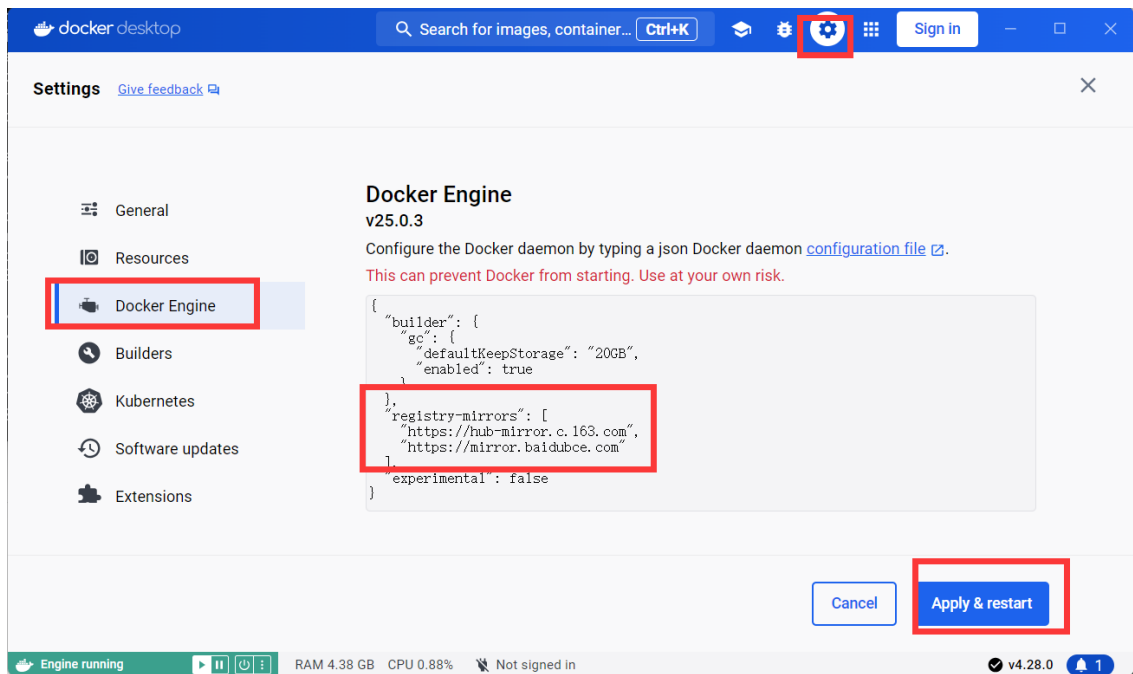 docker desktop
Search for images, container... Ctrl+K
Sign in
Settings Give feedback
General
Resources
Docker Engine
Builders
Kubernetes
Software updates
Extensions
Docker Engine
v25.0.3
Configure the Docker daemon by typing a json Docker daemon configuration file.
This can prevent Docker from starting. Use at your own risk.
{
"builder": {
"gc": {
"defaultKeepStorage": "20GB",
"enabled": true
}
},
"registry-mirrors": [
"https://hub-mirror.c.163.com",
"https://mirror.baidubce.com"
],
"experimental": false
}
Cancel
Apply & restart
Engine running
RAM 4.38 GB CPU 0.88% Not signed in
v4.28.0
1